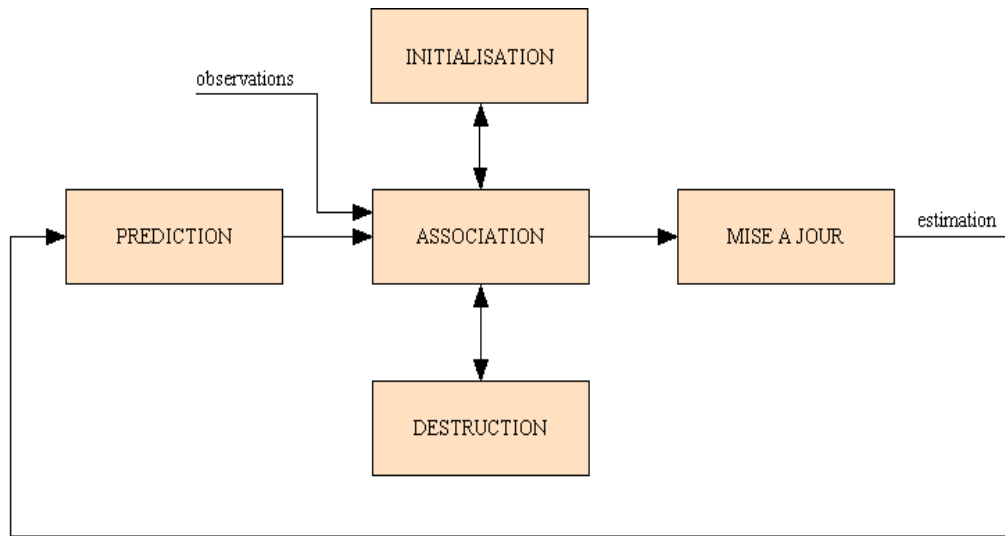 INITIALISATION
observations
PREDICTION
ASSOCIATION
MISE A JOUR
estimation
DESTRUCTION